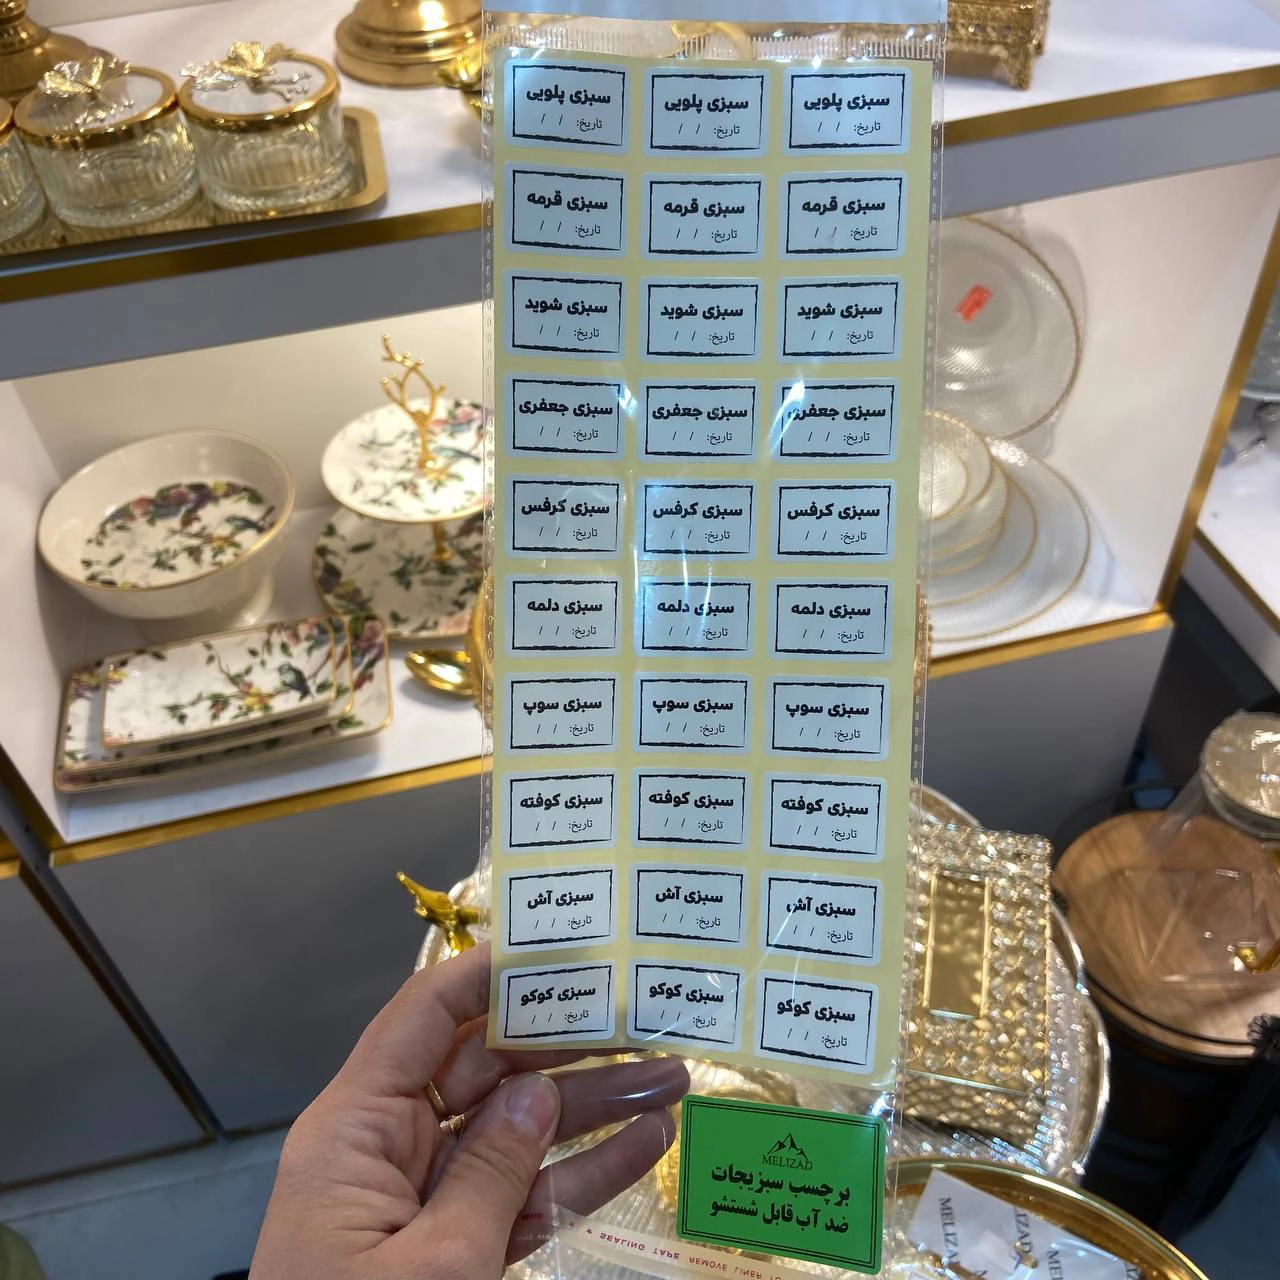 سبزی پلویی سبزی پلویی سبزی پلویی
تاریخ: / / تاریخ: / / تاریخ: / /
سبزی قرمه سبزی قرمه سبزی قرمه
تاریخ: / / تاریخ: / / تاریخ: / /
سبزی شوید سبزی شوید سبزی شوید
تاریخ: / / تاریخ: / / تاریخ: / /
سبزی جعفری سبزی جعفری سبزی جعفری
تاریخ: / / تاریخ: / / تاریخ: / /
سبزی کرفس سبزی کرفس سبزی کرفس
تاریخ: / / تاریخ: / / تاریخ: / /
سبزی دلمه سبزی دلمه سبزی دلمه
تاریخ: / / تاریخ: / / تاریخ: / /
سبزی سوپ سبزی سوپ سبزی سوپ
تاریخ: / / تاریخ: / / تاریخ: / /
سبزی کوفته سبزی کوفته سبزی کوفته
تاریخ: / / تاریخ: / / تاریخ: / /
سبزی آش سبزی آش سبزی آش
تاریخ: / / تاریخ: / / تاریخ: / /
سبزی کوکو سبزی کوکو سبزی کوکو
تاریخ: / / تاریخ: / / تاریخ: / /
MELIZAD
برچسب سبزیجات
ضد آب قابل شستشو
SEALING TAPE REMOVE LINER TO
MELIZAD